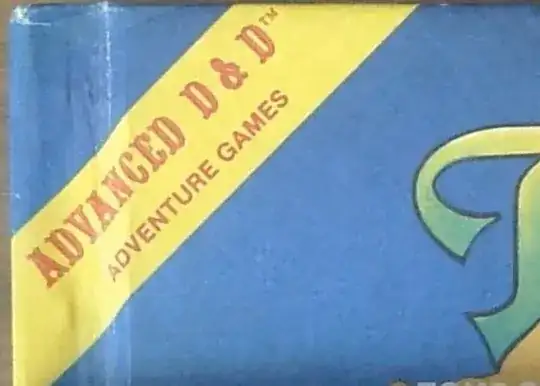 ADVANCED D & D™
ADVENTURE GAMES